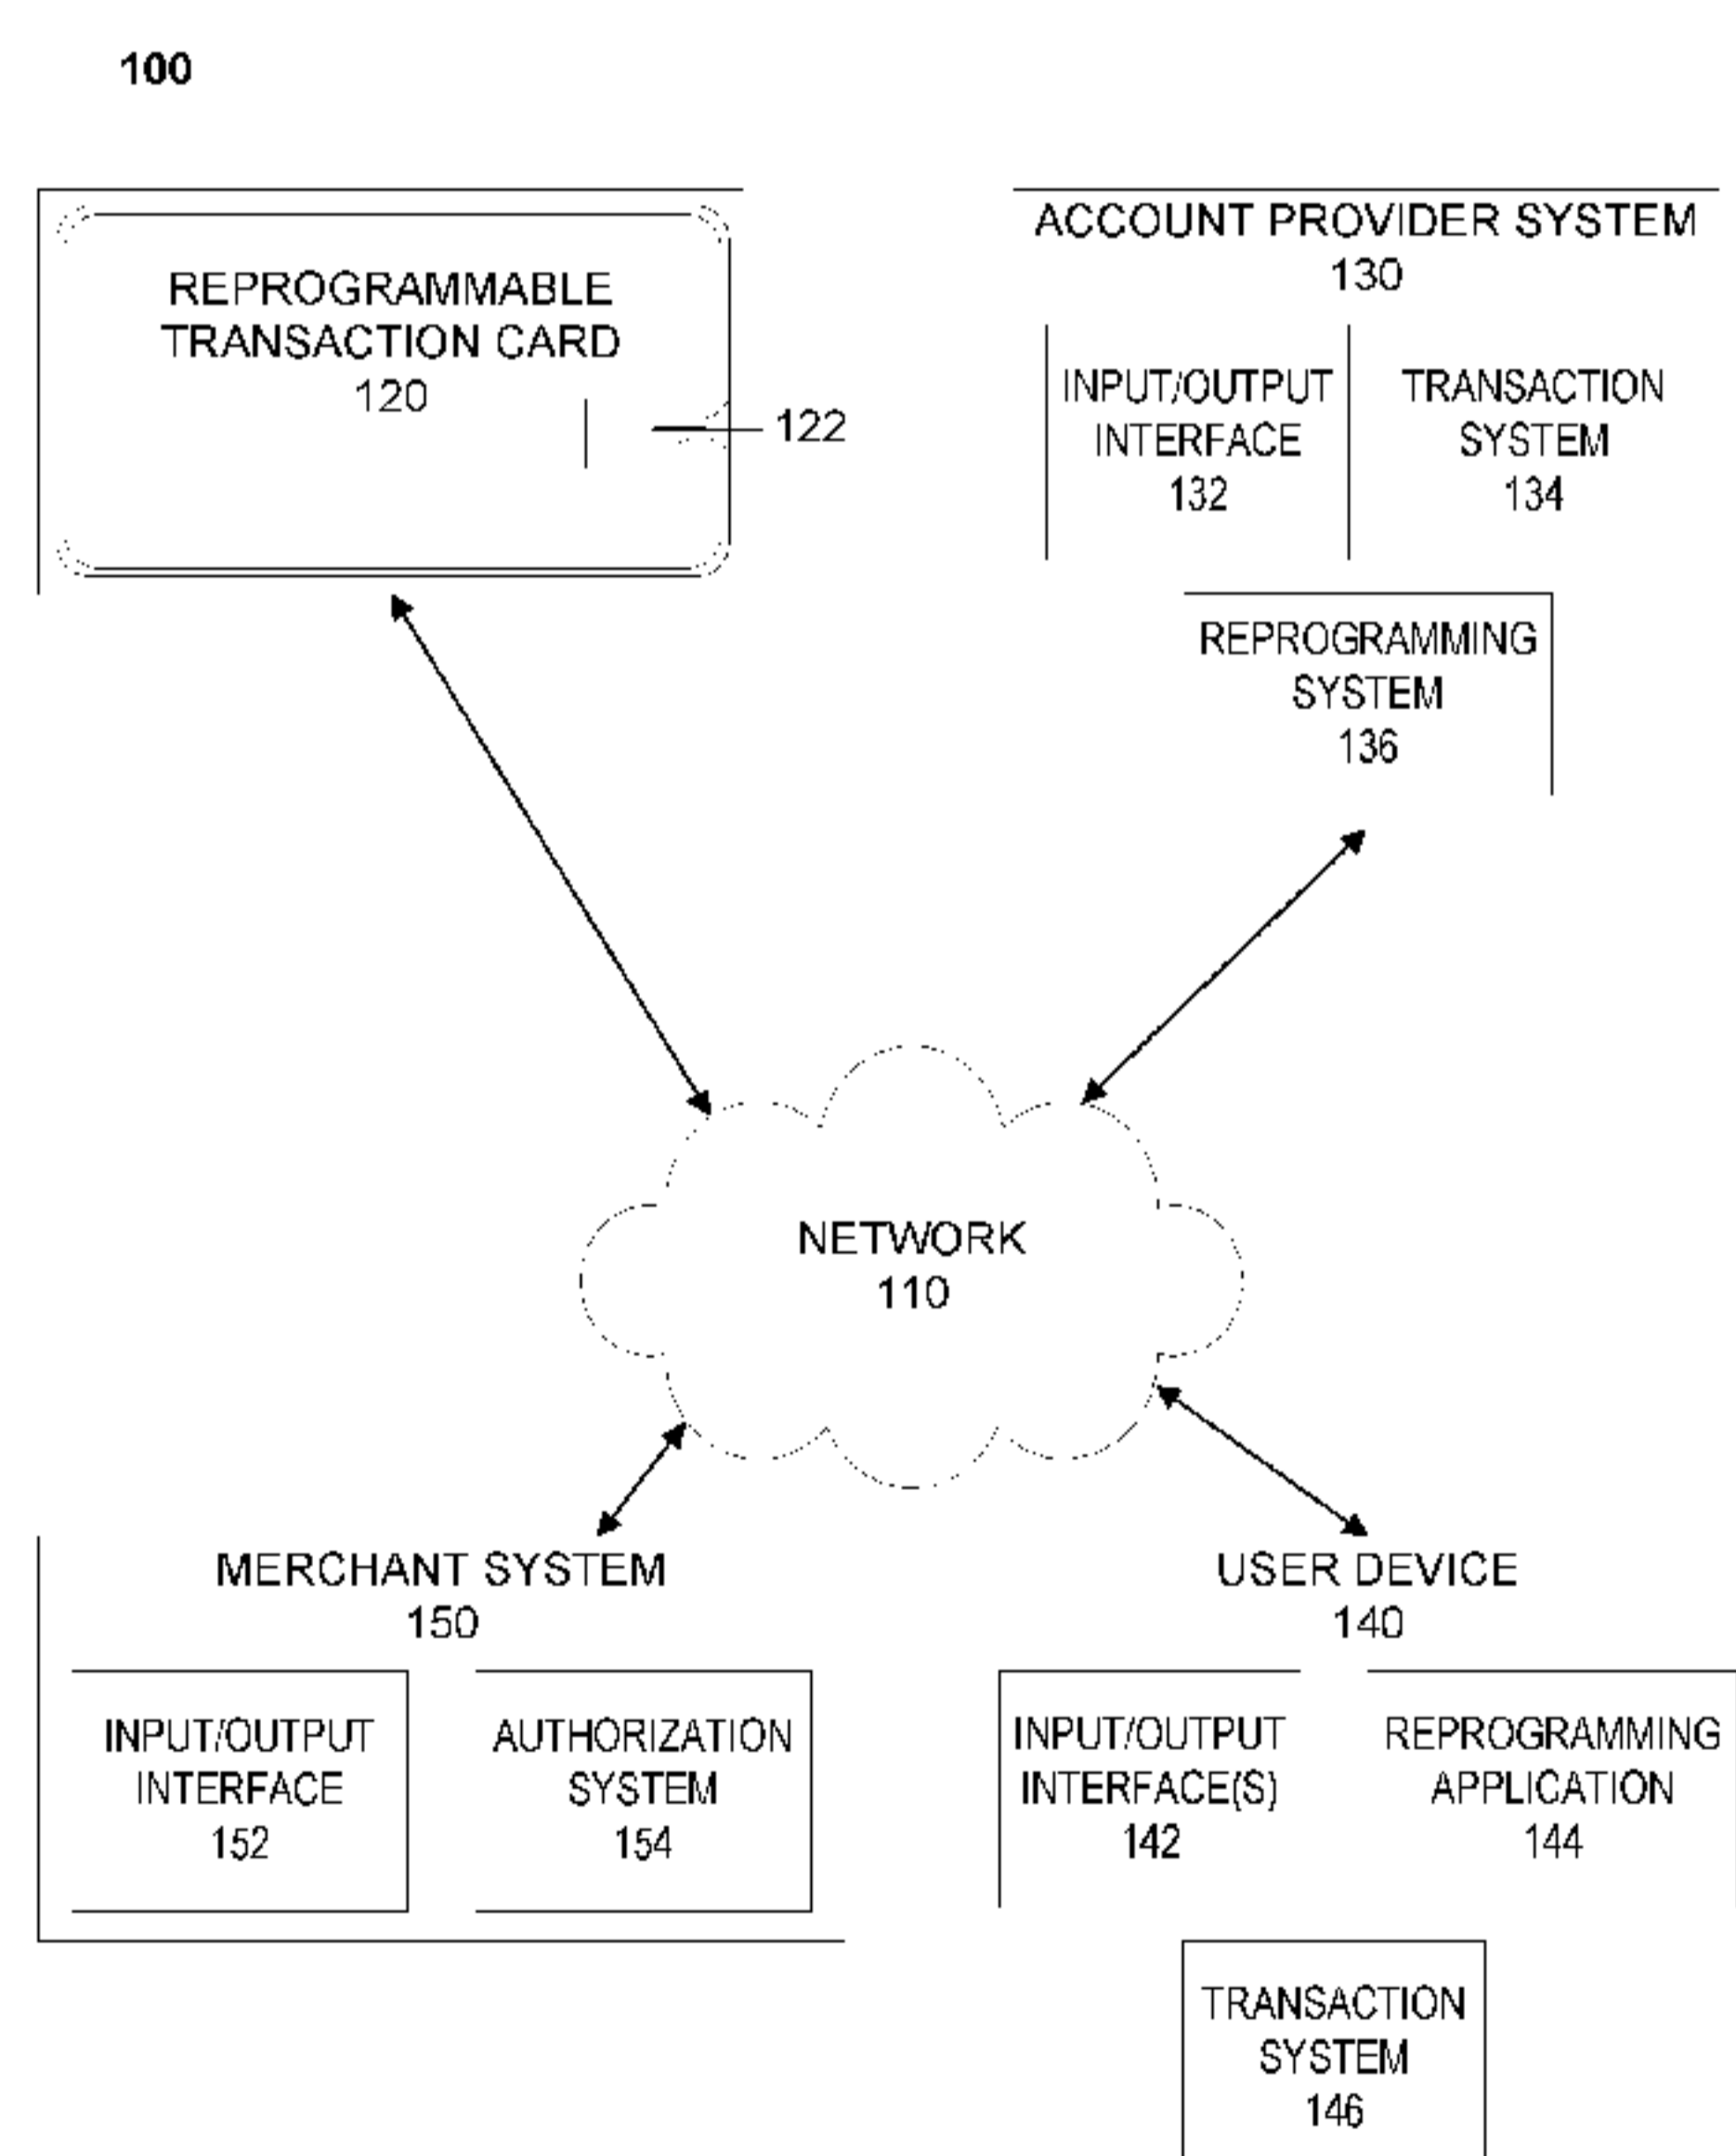 100
REPROGRAMMABLE
TRANSACTION CARD
120
122
ACCOUNT PROVIDER SYSTEM
130
INPUT/OUTPUT
INTERFACE
132
TRANSACTION
SYSTEM
134
REPROGRAMMING
SYSTEM
136
NETWORK
110
MERCHANT SYSTEM
150
INPUT/OUTPUT
INTERFACE
152
AUTHORIZATION
SYSTEM
154
USER DEVICE
140
INPUT/OUTPUT
INTERFACE(S)
142
REPROGRAMMING
APPLICATION
144
TRANSACTION
SYSTEM
146